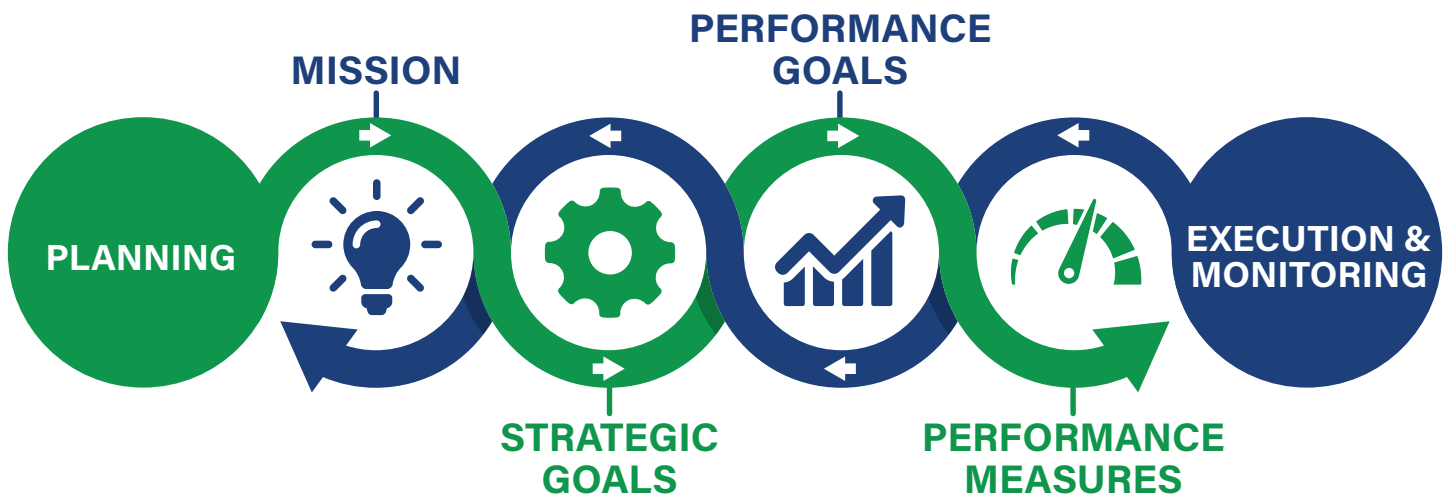 PLANNING
MISSION
STRATEGIC
GOALS
PERFORMANCE
GOALS
PERFORMANCE
MEASURES
EXECUTION &
MONITORING